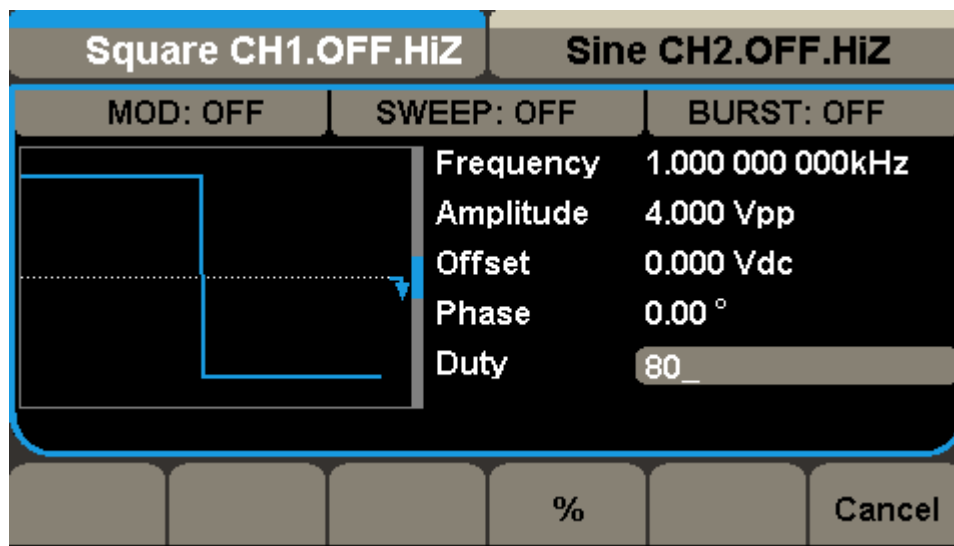 Square CH1.OFF.HiZ
Sine CH2.OFF.HiZ
MOD: OFF
SWEEP: OFF
BURST: OFF
Frequency 1.000 000 000kHz
Amplitude 4.000 Vpp
Offset 0.000 Vdc
Phase 0.00 °
Duty 80_
%
Cancel